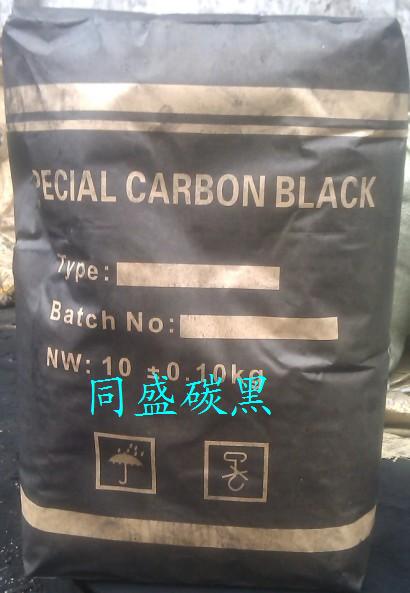 PECIAL CARBON BLACK
Type:
Batch No:
NW: 10 ±0.10kg
同盛碳黑